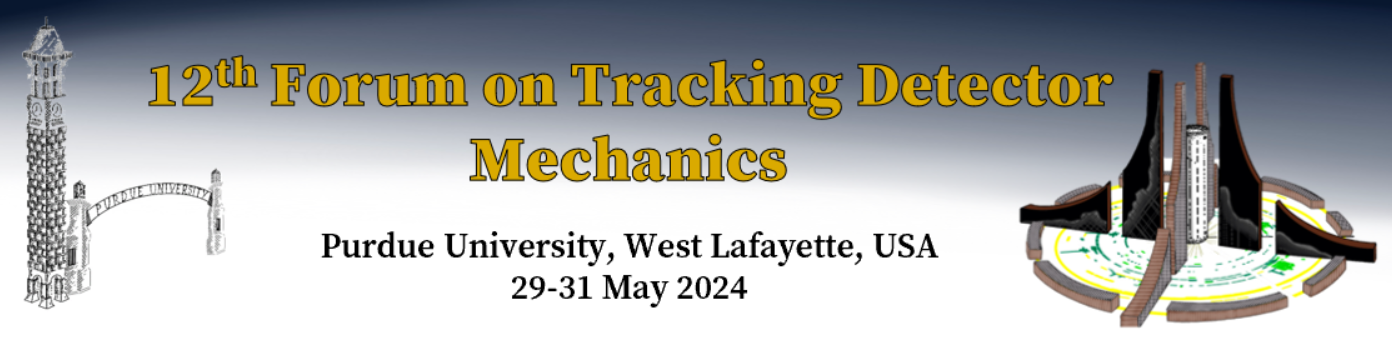 12th Forum on Tracking Detector
Mechanics
PURDUE UNIVERSITY
Purdue University, West Lafayette, USA
29-31 May 2024